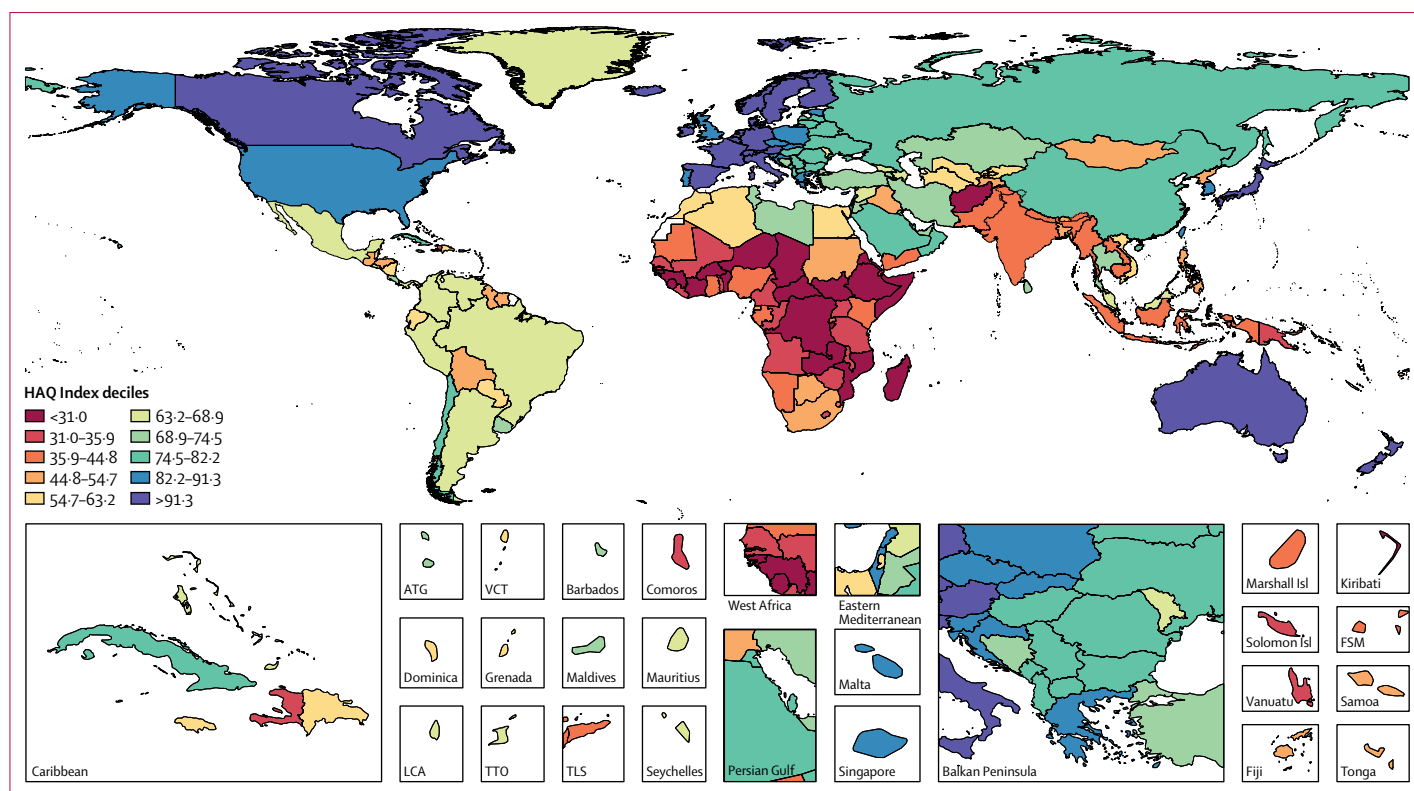 HAQ Index deciles
<31·0
31·0–35·9
35·9–44·8
44·8–54·7
54·7–63·2
63·2–68·9
68·9–74·5
74·5–82·2
82·2–91·3
>91·3
Caribbean
ATG
VCT
Barbados
Comoros
Dominica
Grenada
Maldives
Mauritius
LCA
TTO
TLS
Seychelles
West Africa
Eastern
Mediterranean
Persian Gulf
Malta
Singapore
Balkan Peninsula
Marshall Isl
Kiribati
Solomon Isl
FSM
Vanuatu
Samoa
Fiji
Tonga